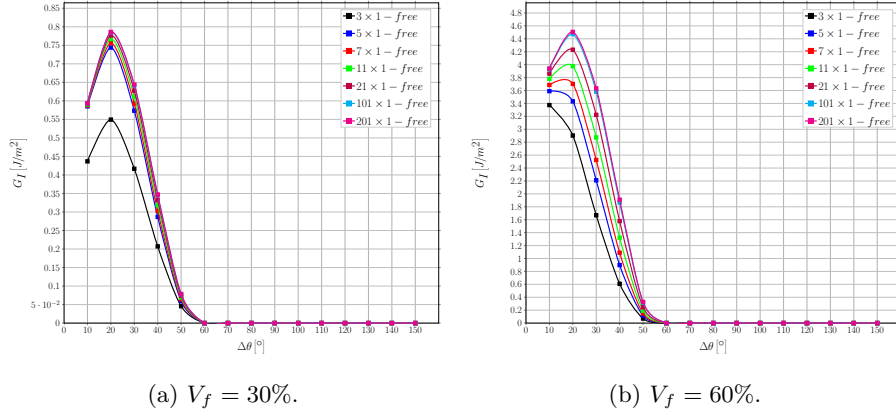 0.85
0.8
0.75
0.7
0.65
0.6
0.55
0.5
0.45
0.4
0.35
0.3
0.25
0.2
0.15
0.1
5 · 10⁻²
0
G_I [J/m²]
10 20 30 40 50 60 70 80 90 100 110 120 130 140 150
Δθ [°]
3 × 1 − free
5 × 1 − free
7 × 1 − free
11 × 1 − free
21 × 1 − free
101 × 1 − free
201 × 1 − free
(a) V_f = 30%.
4.8
4.6
4.4
4.2
4
3.8
3.6
3.4
3.2
3
2.8
2.6
2.4
2.2
2
1.8
1.6
1.4
1.2
1
0.8
0.6
0.4
0.2
0
G_I [J/m²]
10 20 30 40 50 60 70 80 90 100 110 120 130 140 150
Δθ [°]
3 × 1 − free
5 × 1 − free
7 × 1 − free
11 × 1 − free
21 × 1 − free
101 × 1 − free
201 × 1 − free
(b) V_f = 60%.